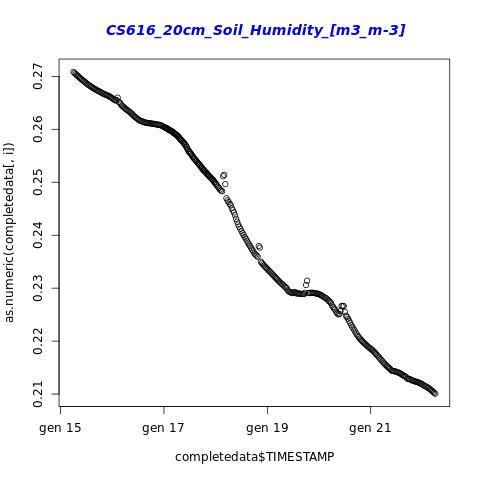 CS616_20cm_Soil_Humidity_[m3_m-3]
as.numeric(completedata[, i])
0.27
0.26
0.25
0.24
0.23
0.22
0.21
gen 15 gen 17 gen 19 gen 21
completedata$TIMESTAMP